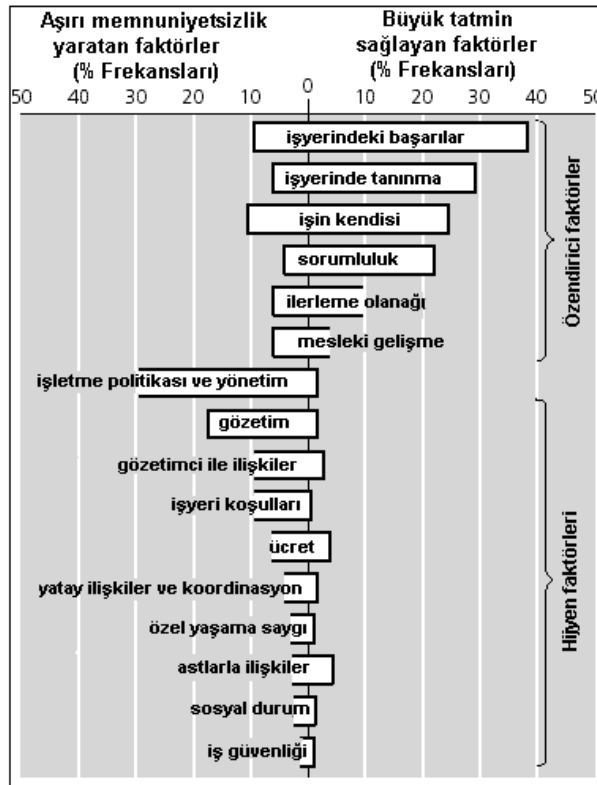 Aşırı memnuniyetsizlik
yaratan faktörler
(% Frekansları)
Büyük tatmin
sağlayan faktörler
(% Frekansları)
50 40 30 20 10 0 10 20 30 40 50
işyerindeki başarılar
işyerinde tanınma
işin kendisi
sorumluluk
ilerleme olanağı
mesleki gelişme
Özendirici faktörler
işletme politikası ve yönetim
gözetim
gözetimci ile ilişkiler
işyeri koşulları
ücret
yatay ilişkiler ve koordinasyon
özel yaşama saygı
astlarla ilişkiler
sosyal durum
iş güvenliği
Hijyen faktörleri